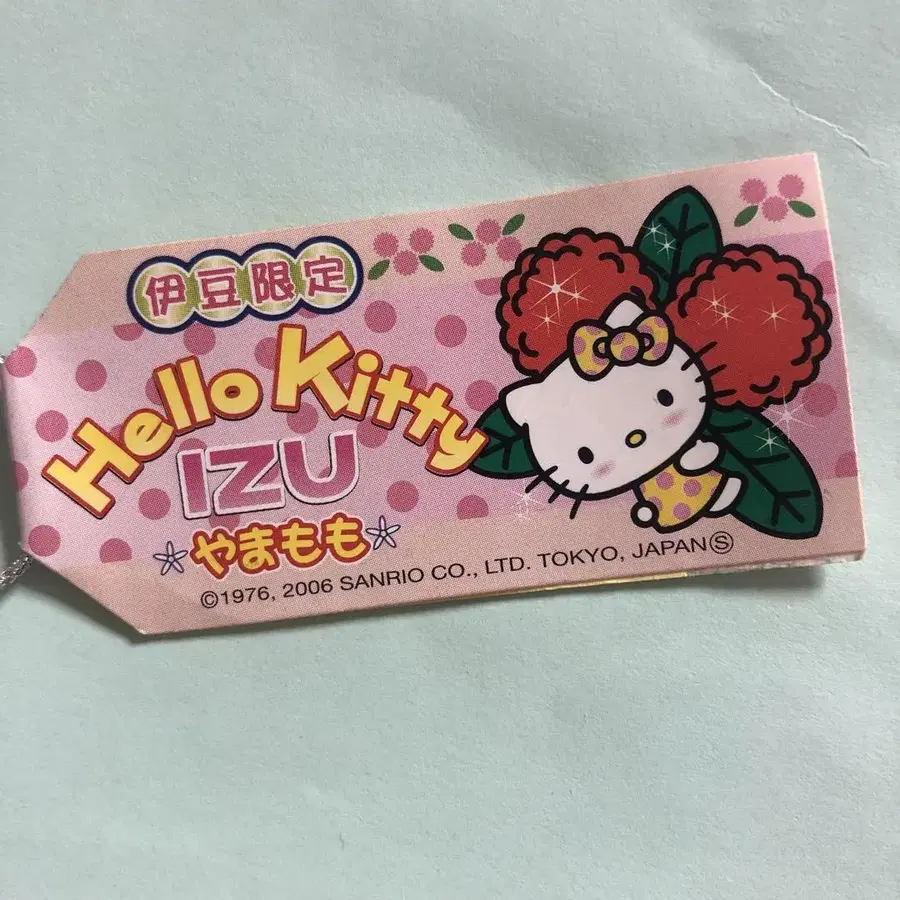 伊豆限定
Hello Kitty
IZU
やまもも
©1976, 2006 SANRIO CO., LTD. TOKYO, JAPAN Ⓢ